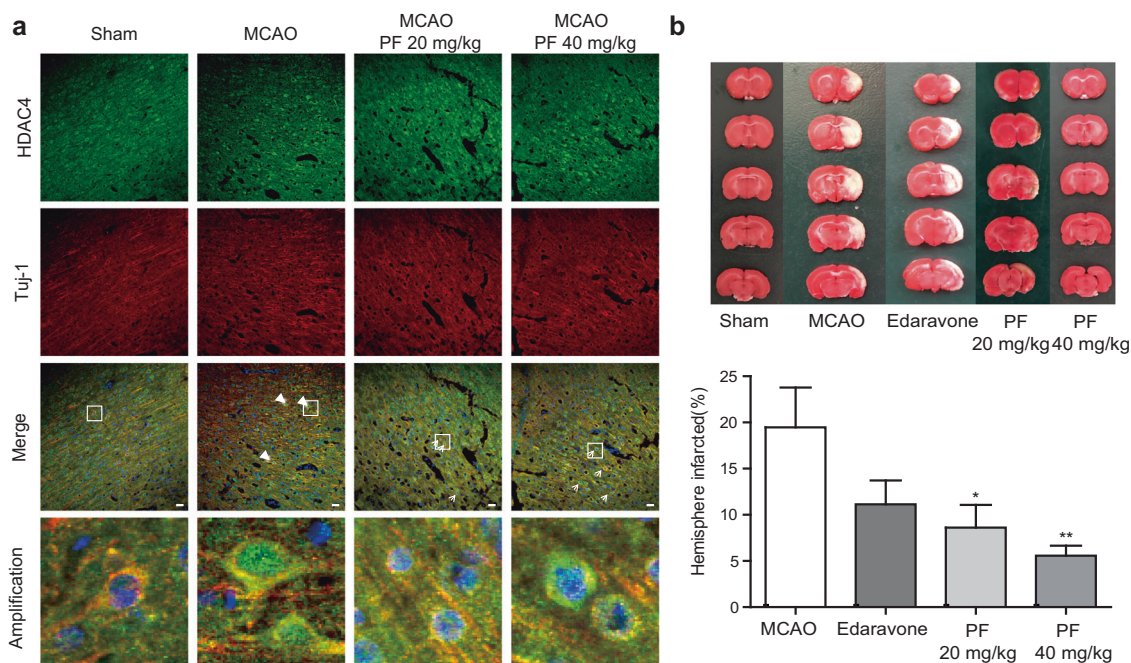 a
Sham
MCAO
MCAO
PF 20 mg/kg
MCAO
PF 40 mg/kg
HDAC4
Tuj-1
Merge
Amplification
b
Sham
MCAO
Edaravone
PF
20 mg/kg
PF
40 mg/kg
Hemisphere infarcted(%)
25
20
15
10
5
0
*
**
MCAO
Edaravone
PF
20 mg/kg
PF
40 mg/kg